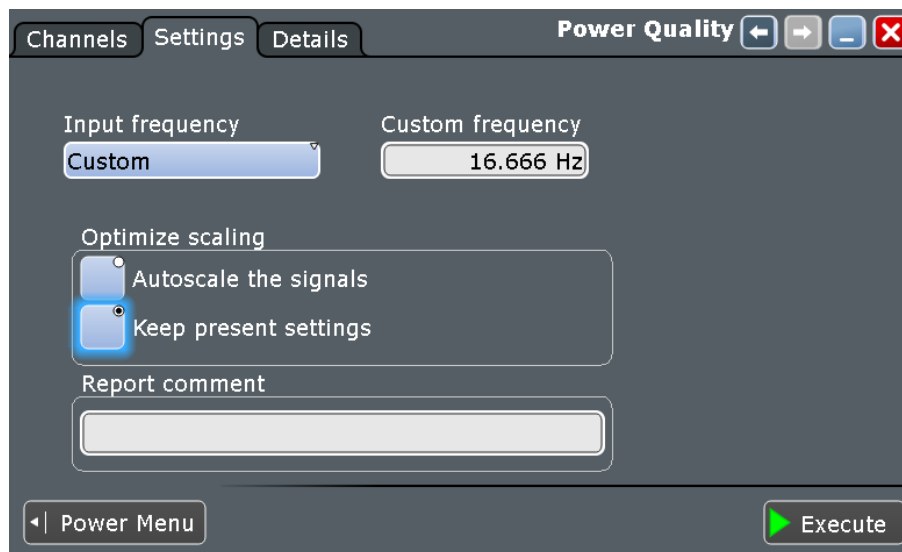 Channels Settings Details Power Quality
Input frequency Custom frequency
Custom 16.666 Hz
Optimize scaling
Autoscale the signals
Keep present settings
Report comment
Power Menu Execute